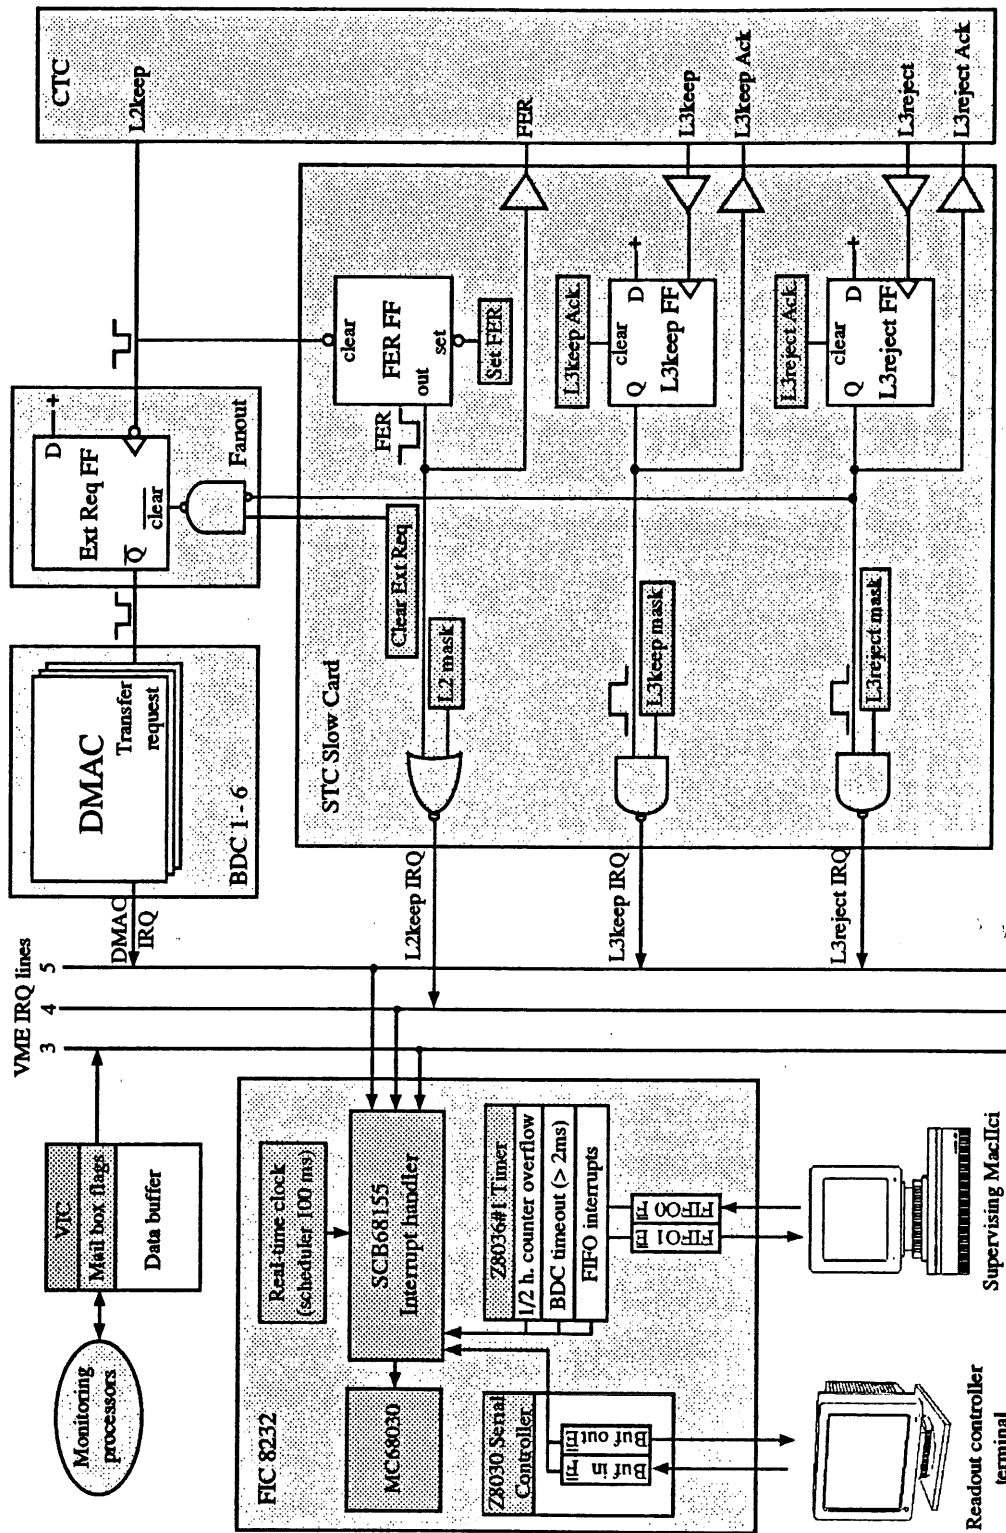 CTC
L2keep
FER
L3keep
L3keep Ack
L3reject
L3reject Ack
D
+
Ext Req FF
Q
clear
Fanout
DMAC
Transfer
request
BDC 1 - 6
DMAC
IRQ
STC Slow Card
clear
FER FF
set
out
Set FER
FER
Clear Ext Req
L2 mask
L2keep IRQ
L3keep Ack
D
+
clear
L3keep FF
Q
L3keep mask
L3keep IRQ
L3reject Ack
D
+
clear
L3reject FF
Q
L3reject mask
L3reject IRQ
VME IRQ lines
5
4
3
VIC
Mail box flags
Data buffer
Monitoring
processors
FIC 8232
Real-time clock
(scheduler 100 ms)
SCB68155
Interrupt handler
MC68030
Z8036#1 Timer
1/2 h. counter overflow
BDC timeout (> 2ms)
FIFO interrupts
FIFO0
FIFO1
Z8030 Serial
Controller
Buf out
Buf in
Supervising MacIIci
Readout controller
terminal